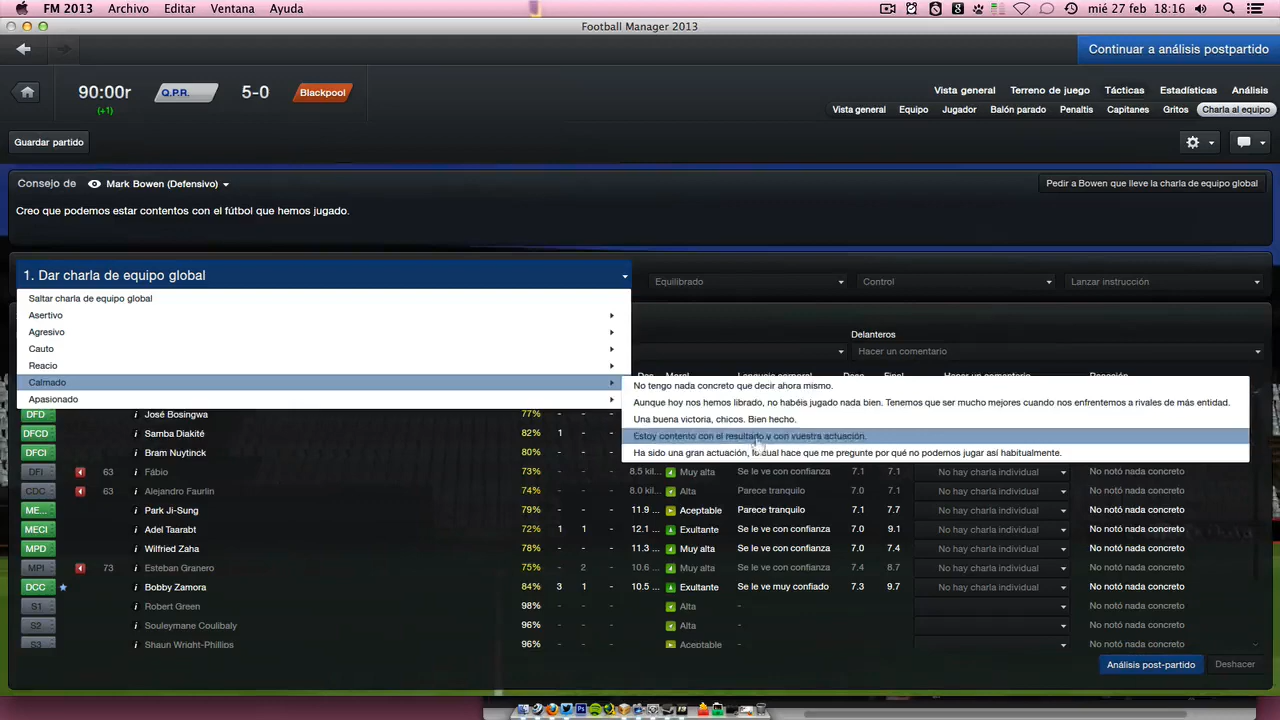 FM 2013 Archivo Editar Ventana Ayuda mié 27 feb 18:16
Football Manager 2013
Continuar a análisis postpartido
90:00r Q.P.R. 5-0 Blackpool
(+1)
Vista general Terreno de juego Tácticas Estadísticas Análisis
Vista general Equipo Jugador Balón parado Penaltis Capitanes Gritos Charla al equipo
Guardar partido
Consejo de Mark Bowen (Defensivo) Pedir a Bowen que lleve la charla de equipo global
Creo que podemos estar contentos con el fútbol que hemos jugado.
1. Dar charla de equipo global Equilibrado Control Lanzar instrucción
Saltar charla de equipo global
Asertivo
Agresivo Delanteros
Cauto Hacer un comentario
Reacio
Calmado No tengo nada concreto que decir ahora mismo.
Apasionado Aunque hoy nos hemos librado, no habéis jugado nada bien. Tenemos que ser mucho mejores cuando nos enfrentemos a rivales de más entidad.
Una buena victoria, chicos. Bien hecho.
Estoy contento con el resultado y con vuestra actuación.
Ha sido una gran actuación, lo cual hace que me pregunte por qué no podemos jugar así habitualmente.
DFD i José Bosingwa 77% - -
DFCD i Samba Diakité 82% 1 -
DFCI i Bram Nuytinck 80% - -
DFI 63 i Fábio 73% - - 8.5 kil... Muy alta Se le ve con confianza 7.1 7.1 No hay charla individual No notó nada concreto
CDC 63 i Alejandro Faurlín 74% - - 8.0 kil... Alta Parece tranquilo 7.0 7.1 No hay charla individual No notó nada concreto
ME... i Park Ji-Sung 79% - - 11.9 ... Aceptable Parece tranquilo 7.1 7.7 No hay charla individual No notó nada concreto
MECI i Adel Taarabt 72% 1 1 - 12.1 ... Exultante Se le ve con confianza 7.0 9.1 No hay charla individual No notó nada concreto
MPD i Wilfried Zaha 78% - - 11.3 ... Muy alta Se le ve con confianza 7.0 7.4 No hay charla individual No notó nada concreto
MPI 73 i Esteban Granero 75% - 2 - 10.6 ... Muy alta Se le ve con confianza 7.4 8.7 No hay charla individual No notó nada concreto
DCC i Bobby Zamora 84% 3 1 - 10.5 ... Exultante Se le ve muy confiado 7.3 9.7 No hay charla individual No notó nada concreto
S1 i Robert Green 98% - - Alta - No notó nada concreto
S2 i Souleymane Coulibaly 96% - - Alta - No notó nada concreto
S3 i Shaun Wright-Phillips 96% - - Aceptable - No notó nada concreto
Análisis post-partido Deshacer